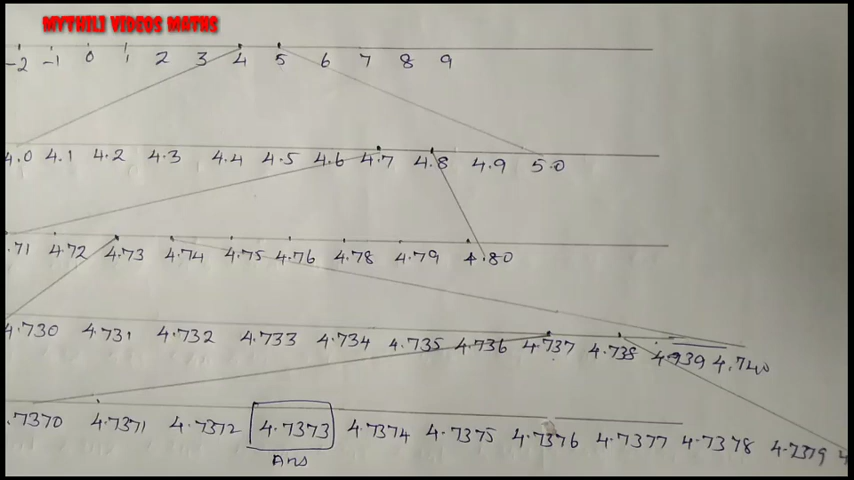 MYTHILI VIDEOS MATHS
-2 -1 0 1 2 3 4 5 6 7 8 9
4.0 4.1 4.2 4.3 4.4 4.5 4.6 4.7 4.8 4.9 5.0
.71 4.72 4.73 4.74 4.75 4.76 4.78 4.79 4.80
4.730 4.731 4.732 4.733 4.734 4.735 4.736 4.737 4.738 4.739 4.740
.7370 4.7371 4.7372 4.7373 4.7374 4.7375 4.7376 4.7377 4.7378 4.7379
Ans